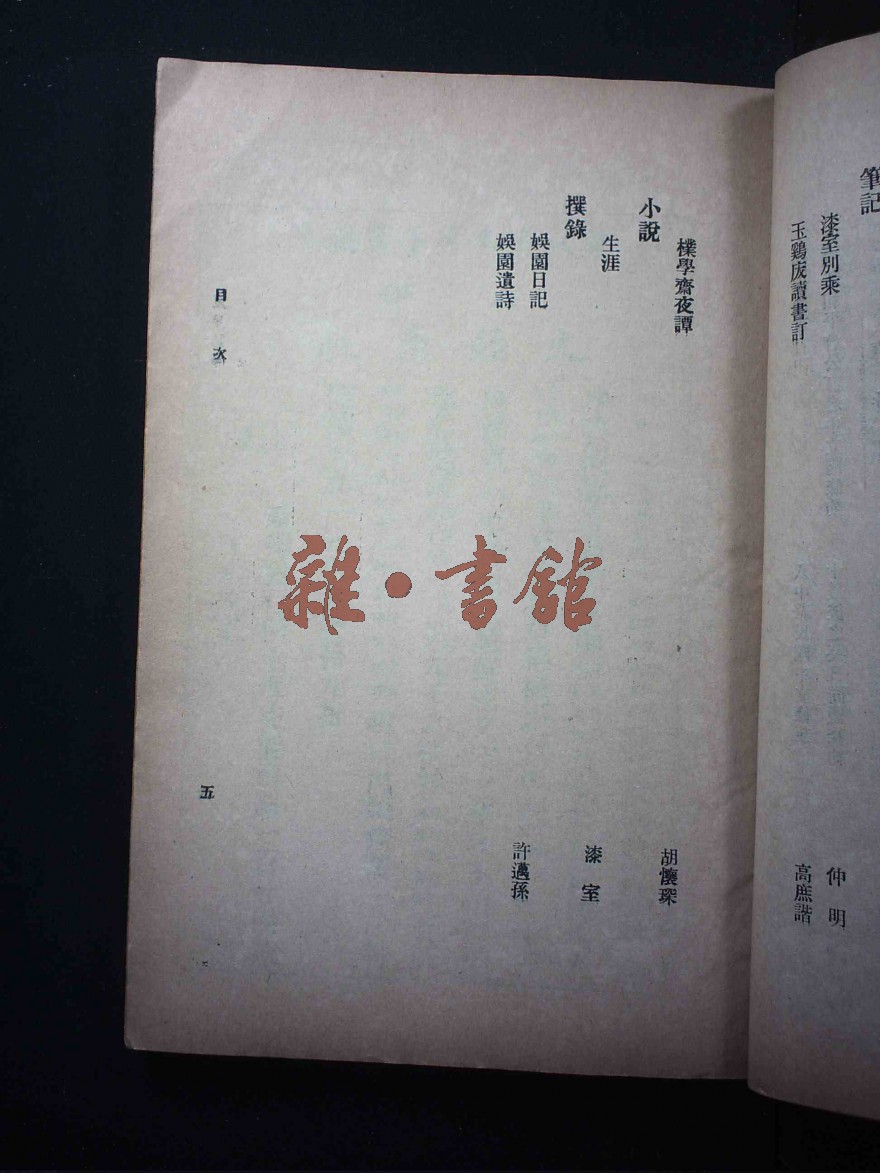 筆記
漆室別乘
仲明
玉鷄庋讀書訂
高庶諧
樸學齋夜譚
胡懷琛
小說
生涯
漆室
撰錄
娛園日記
娛園遺詩
許邁孫
目次
五
雜·書館